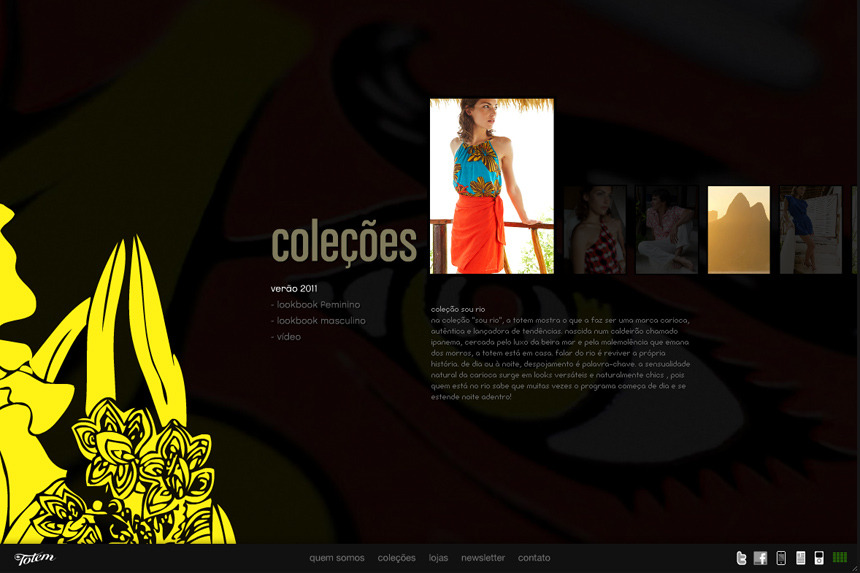 coleções
verão 2011
- lookbook Feminino
- lookbook masculino
- vídeo
coleção sou rio
na coleção "sou rio", a totem mostra o que a faz ser uma marca carioca,
autêntica e lançadora de tendências. nascida num caldeirão chamado
ipanema, cercada pelo luxo da beira mar e pela malemolência que emana
dos morros, a totem está em casa. falar do rio é reviver a própria
história. de dia ou à noite, despojamento é palavra-chave. a sensualidade
natural da carioca surge em looks versáteis e naturalmente chics , pois
quem está no rio sabe que muitas vezes o programa começa de dia e se
estende noite adentro!
Totem
quem somos coleções lojas newsletter contato